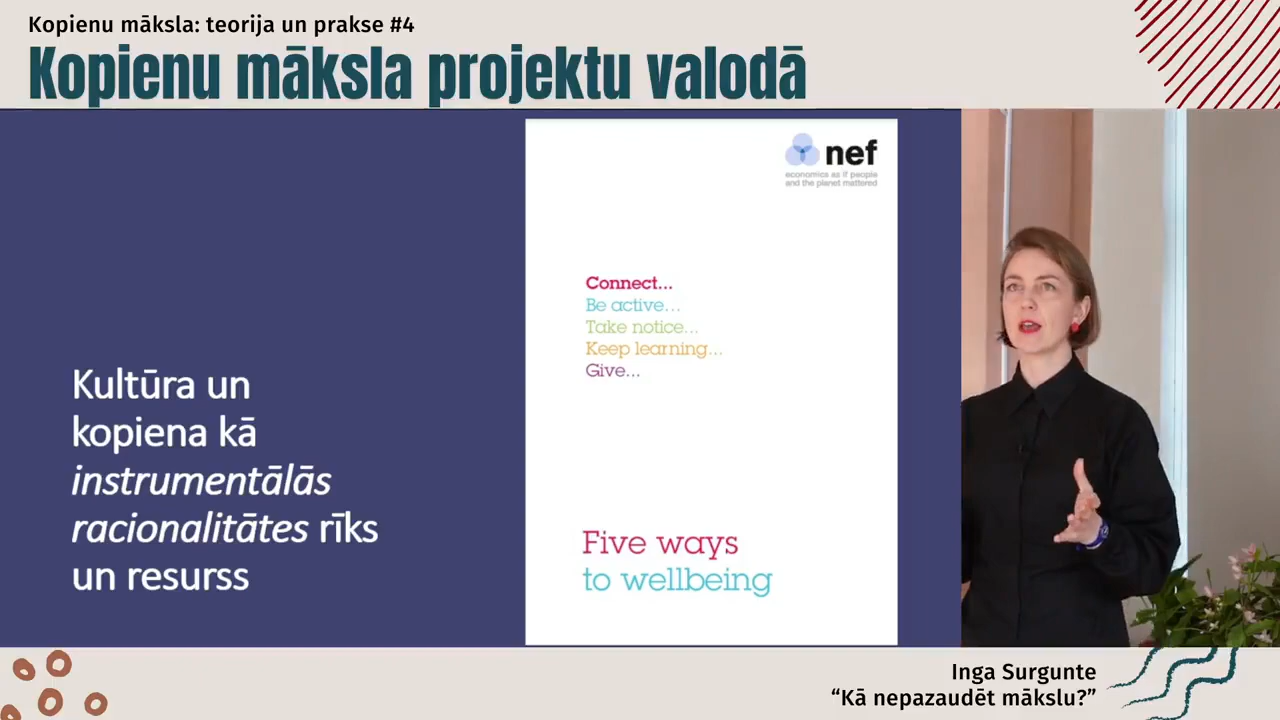 Kopienu māksla: teorija un prakse #4
Kopienu māksla projektu valodā
nef
economics as if people
and the planet mattered
Connect...
Be active...
Take notice...
Keep learning...
Give...
Five ways
to wellbeing
Kultūra un
kopiena kā
instrumentālās
racionalitātes rīks
un resurss
Inga Surgunte
“Kā nepazaudēt mākslu?”